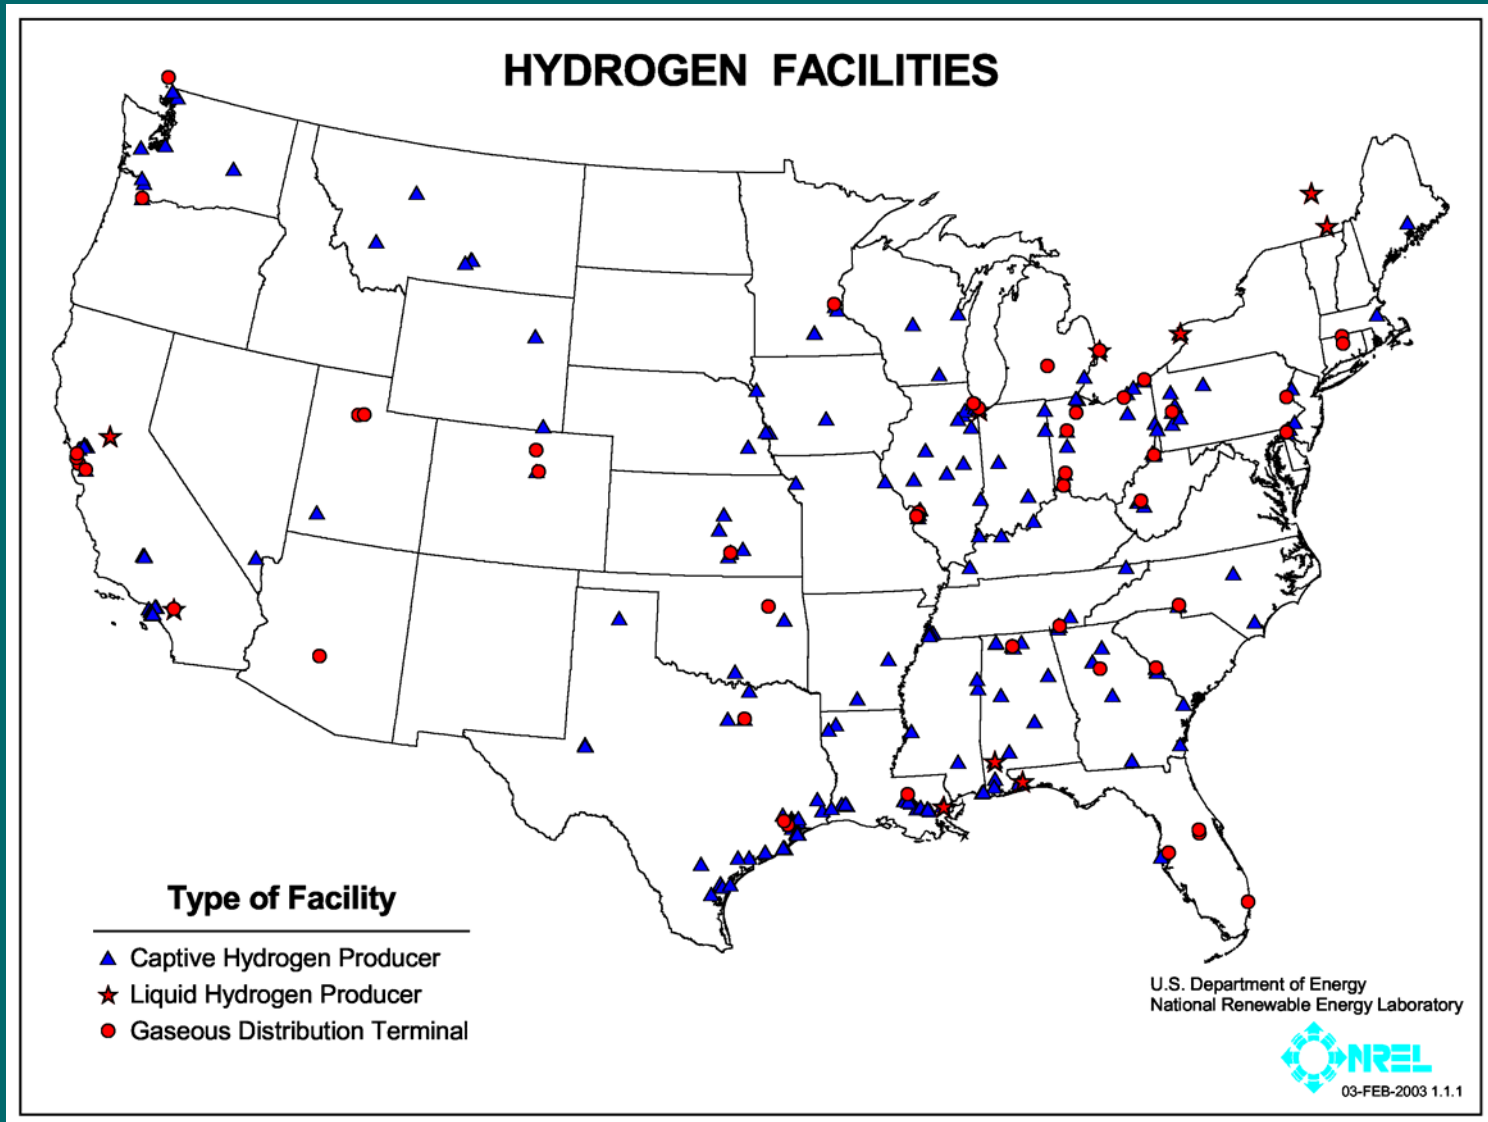 HYDROGEN FACILITIES
Type of Facility
Captive Hydrogen Producer
Liquid Hydrogen Producer
Gaseous Distribution Terminal
U.S. Department of Energy
National Renewable Energy Laboratory
NREL
03-FEB-2003 1.1.1